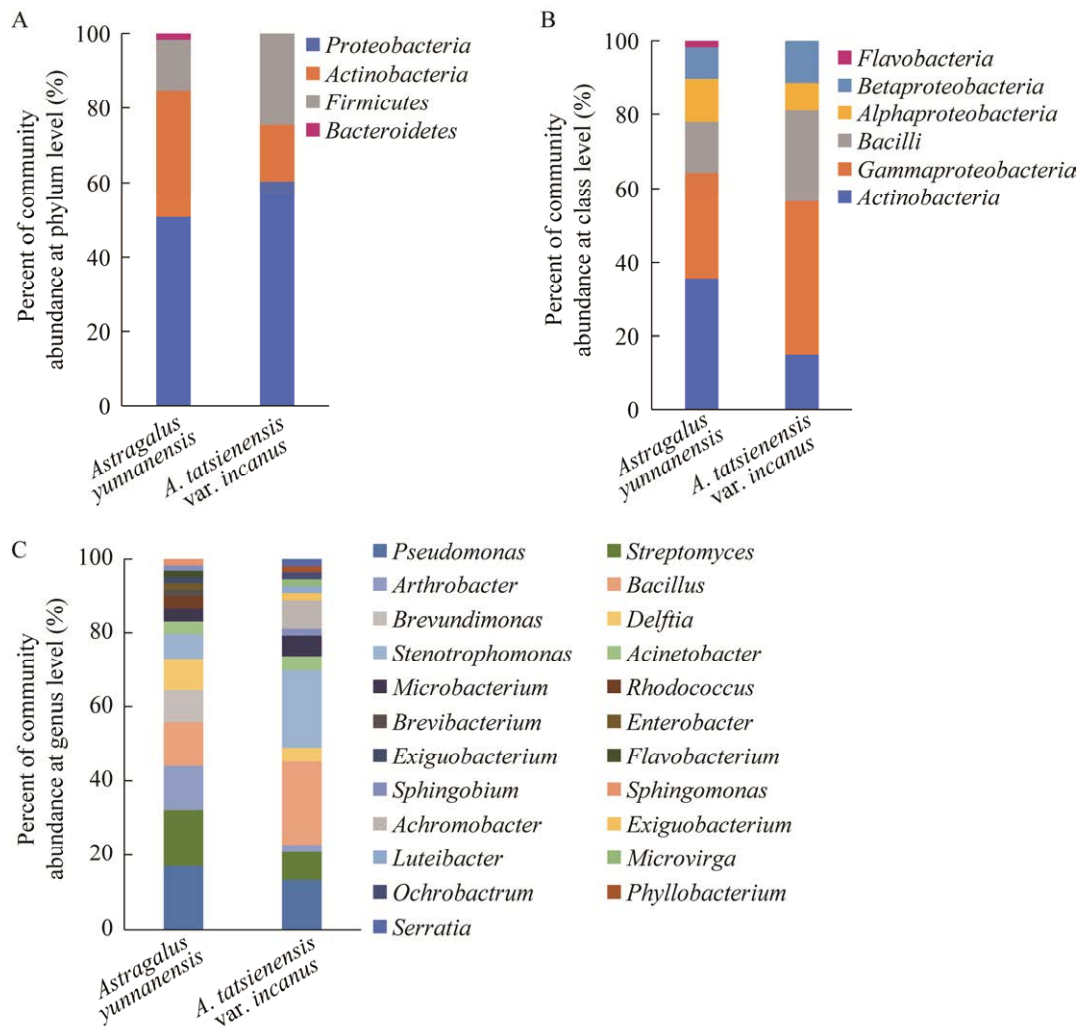 A
Percent of community
abundance at phylum level (%)
100
80
60
40
20
0
Astragalus
yunnanensis
A. tatsienensis
var. incanus
Proteobacteria
Actinobacteria
Firmicutes
Bacteroidetes
B
Percent of community
abundance at class level (%)
100
80
60
40
20
0
Astragalus
yunnanensis
A. tatsienensis
var. incanus
Flavobacteria
Betaproteobacteria
Alphaproteobacteria
Bacilli
Gammaproteobacteria
Actinobacteria
C
Percent of community
abundance at genus level (%)
100
80
60
40
20
0
Astragalus
yunnanensis
A. tatsienensis
var. incanus
Pseudomonas
Arthrobacter
Brevundimonas
Stenotrophomonas
Microbacterium
Brevibacterium
Exiguobacterium
Sphingobium
Achromobacter
Luteibacter
Ochrobactrum
Serratia
Streptomyces
Bacillus
Delftia
Acinetobacter
Rhodococcus
Enterobacter
Flavobacterium
Sphingomonas
Exiguobacterium
Microvirga
Phyllobacterium